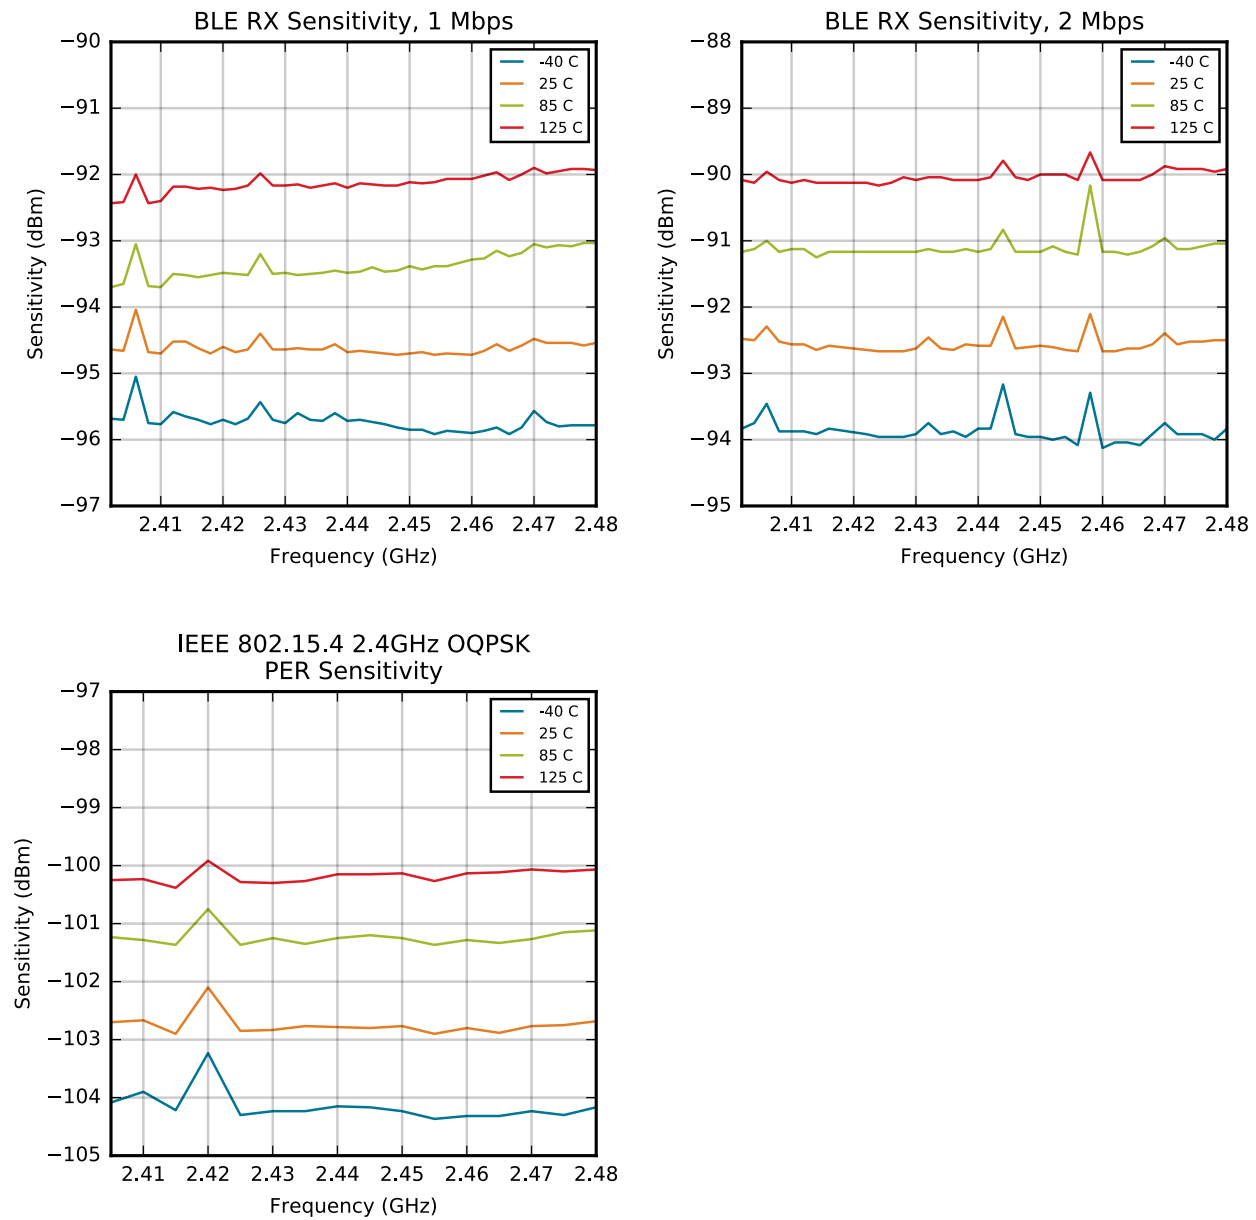 BLE RX Sensitivity, 1 Mbps
−90
−91
−92
−93
−94
−95
−96
−97
Sensitivity (dBm)
-40 C
25 C
85 C
125 C
2.41 2.42 2.43 2.44 2.45 2.46 2.47 2.48
Frequency (GHz)
BLE RX Sensitivity, 2 Mbps
−88
−89
−90
−91
−92
−93
−94
−95
Sensitivity (dBm)
-40 C
25 C
85 C
125 C
2.41 2.42 2.43 2.44 2.45 2.46 2.47 2.48
Frequency (GHz)
IEEE 802.15.4 2.4GHz OQPSK
PER Sensitivity
−97
−98
−99
−100
−101
−102
−103
−104
−105
Sensitivity (dBm)
-40 C
25 C
85 C
125 C
2.41 2.42 2.43 2.44 2.45 2.46 2.47 2.48
Frequency (GHz)